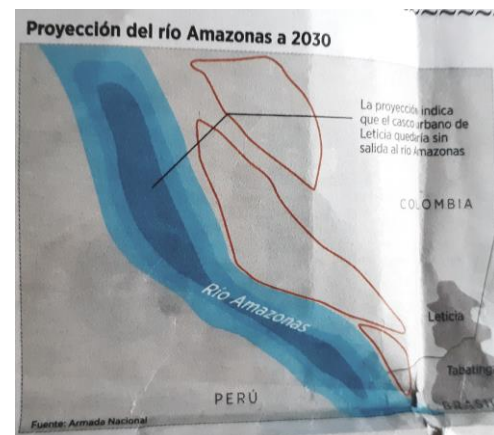 Proyección del río Amazonas a 2030
La proyección indica
que el casco urbano de
Leticia quedaría sin
salida al río Amazonas
COLOMBIA
Río Amazonas
Leticia
Tabatinga
PERÚ
BRASIL
Fuente: Armada Nacional